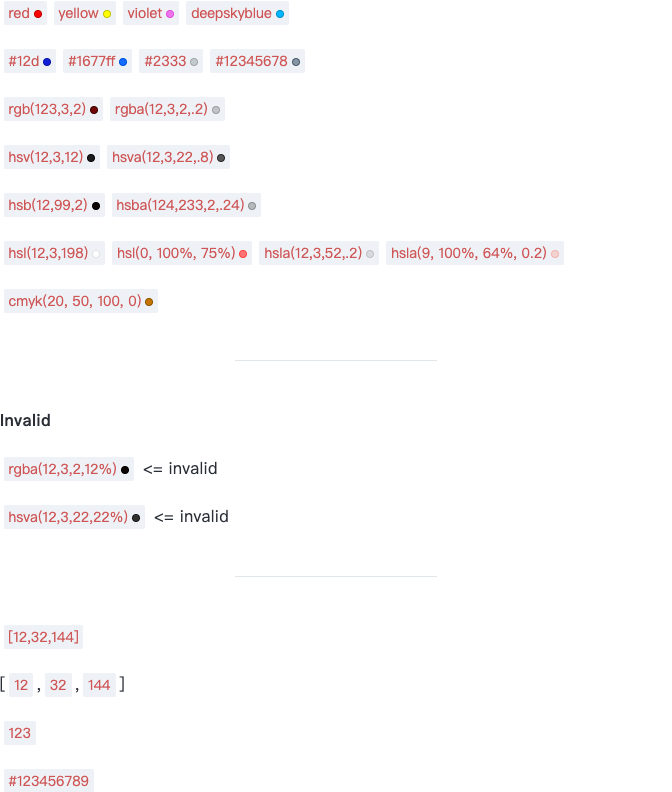 red yellow violet deepskyblue
#12d #1677ff #2333 #12345678
rgb(123,3,2) rgba(12,3,2,.2)
hsv(12,3,12) hsva(12,3,22,.8)
hsb(12,99,2) hsba(124,233,2,.24)
hsl(12,3,198) hsl(0, 100%, 75%) hsla(12,3,52,.2) hsla(9, 100%, 64%, 0.2)
cmyk(20, 50, 100, 0)
Invalid
rgba(12,3,2,12%) <= invalid
hsva(12,3,22,22%) <= invalid
[12,32,144]
[ 12 , 32 , 144 ]
123
#123456789